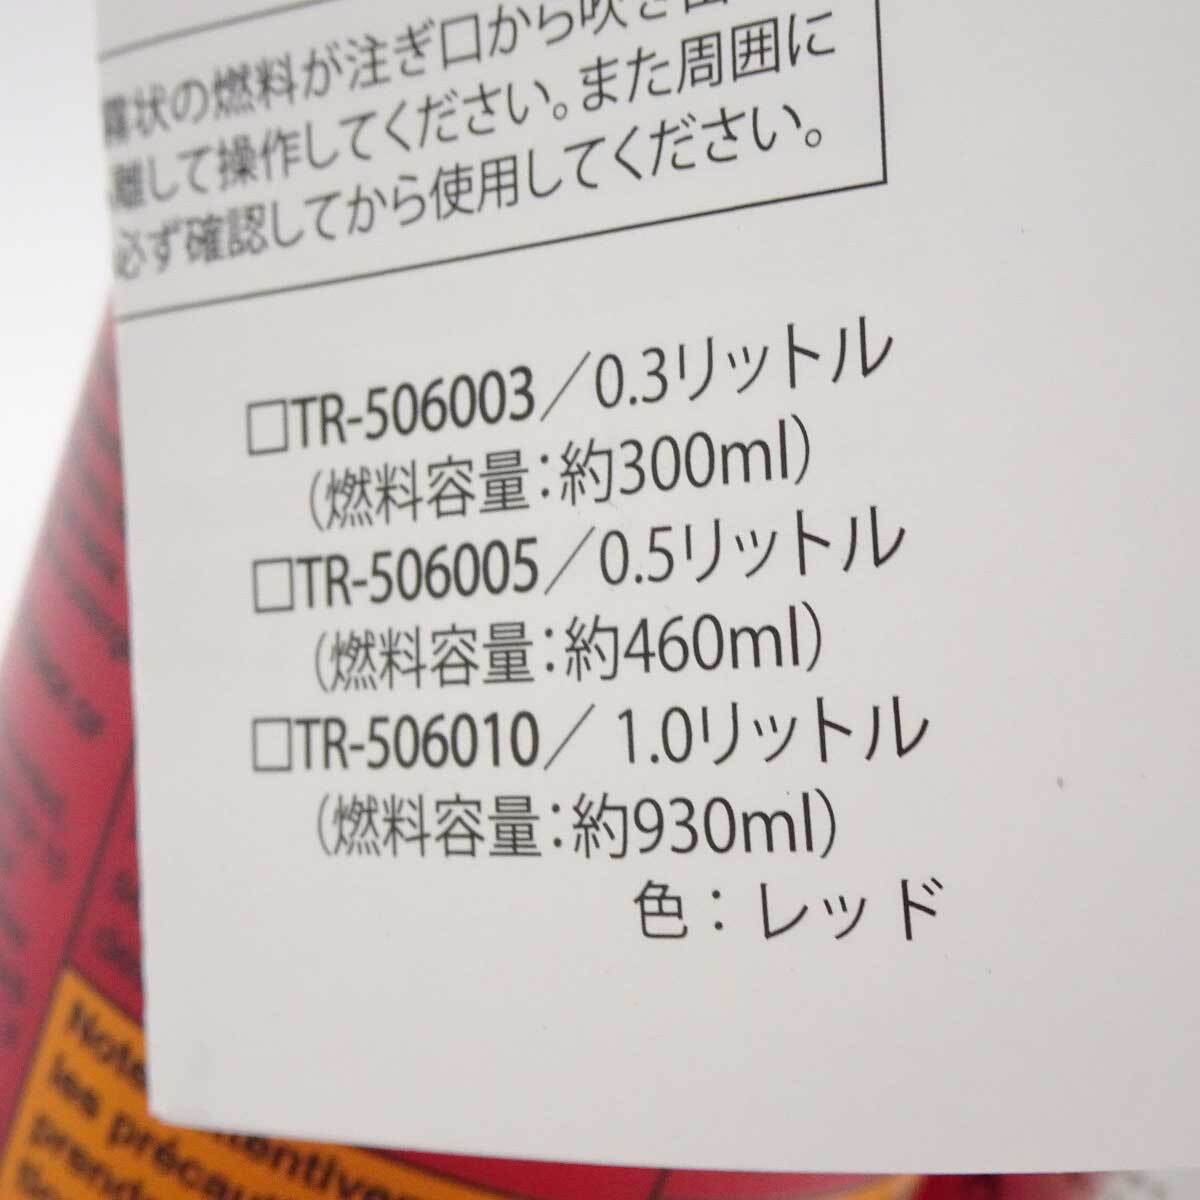 霧状の燃料が注ぎ口から吹き出
離して操作してください。また周囲に
必ず確認してから使用してください。
□TR-506003／0.3リットル
（燃料容量：約300ml）
□TR-506005／0.5リットル
（燃料容量：約460ml）
□TR-506010／1.0リットル
（燃料容量：約930ml）
色：レッド
Note
les précau
prend